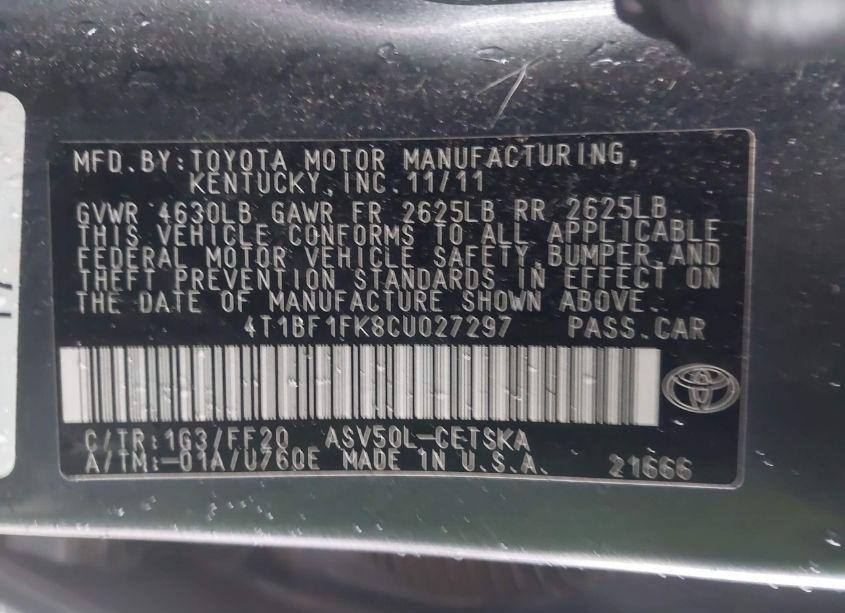 MFD. BY: TOYOTA MOTOR MANUFACTURING,
KENTUCKY, INC. 11/11
GVWR 4630LB GAWR FR 2625LB RR 2625LB
THIS VEHICLE CONFORMS TO ALL APPLICABLE
FEDERAL MOTOR VEHICLE SAFETY, BUMPER, AND
THEFT PREVENTION STANDARDS IN EFFECT ON
THE DATE OF MANUFACTURE SHOWN ABOVE.
4T1BF1FK8CU027297 PASS.CAR
C/TR: 1G3/FF20 ASV50L-CETSKA
A/TM:-01A/U760E MADE IN U.S.A. 21666